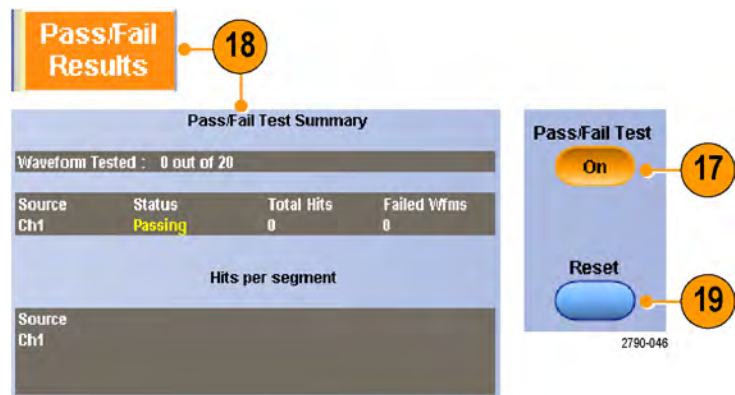 Pass/Fail
Results
18
Pass/Fail Test Summary
Waveform Tested : 0 out of 20
Source Status Total Hits Failed Wfms
Ch1 Passing 0 0
Hits per segment
Source
Ch1
Pass/Fail Test
On
17
Reset
19
2790-046